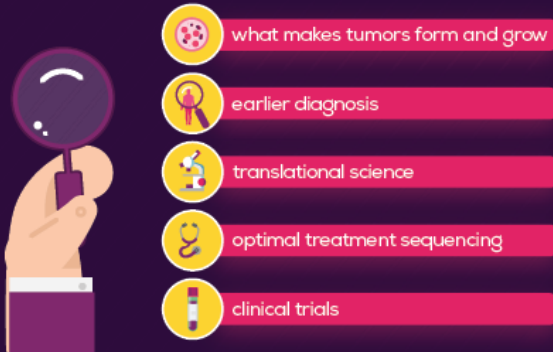 what makes tumors form and grow
earlier diagnosis
translational science
optimal treatment sequencing
clinical trials